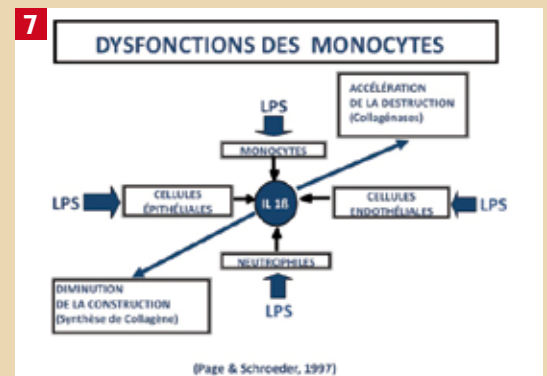 7
DYSFONCTIONS DES MONOCYTES
ACCÉLÉRATION
DE LA DESTRUCTION
(Collagénases)
LPS
MONOCYTES
LPS
CELLULES
ÉPITHÉLIALES
IL 1ß
CELLULES
ENDOTHÉLIALES
LPS
NEUTROPHILES
DIMINUTION
DE LA CONSTRUCTION
(Synthèse de Collagène)
LPS
(Page & Schroeder, 1997)